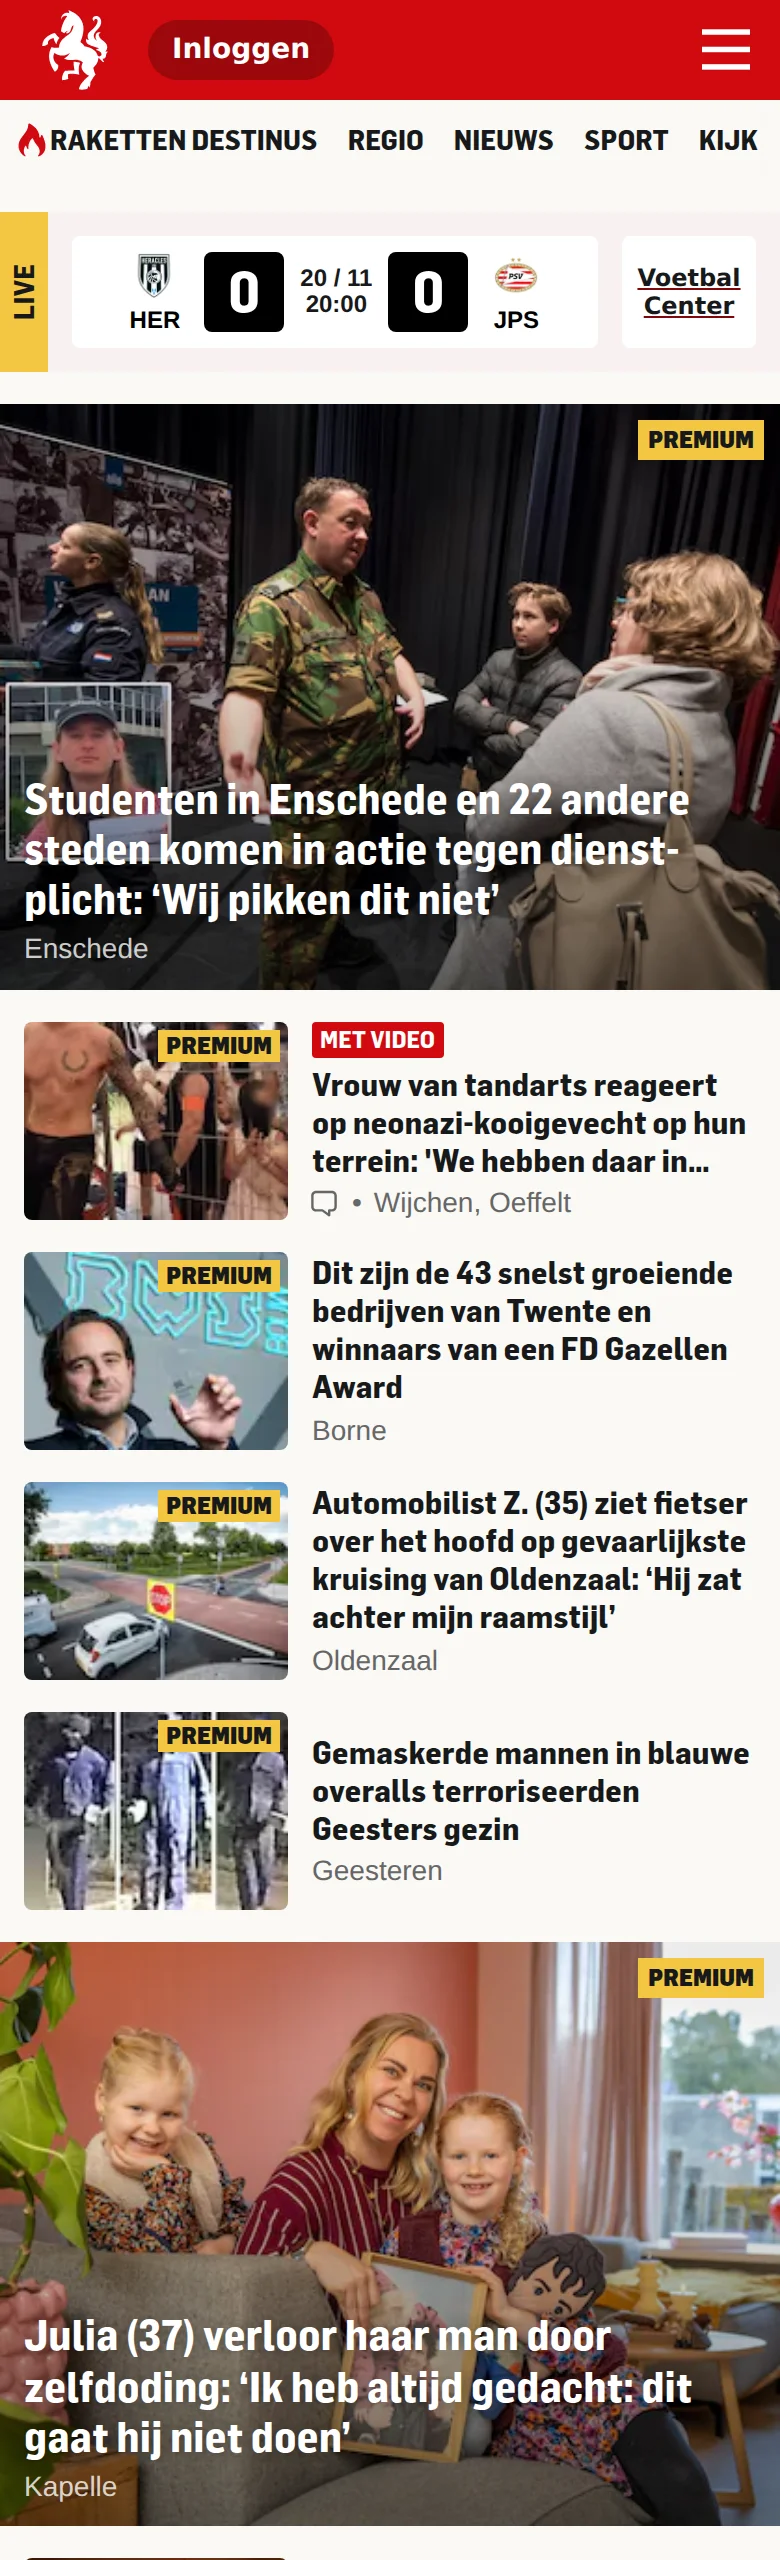 Inloggen
RAKETTEN DESTINUS REGIO NIEUWS SPORT KIJK
LIVE
HERACLES
HER
0
20 / 11
20:00
0
PSV
JPS
Voetbal
Center
PREMIUM
Studenten in Enschede en 22 andere
steden komen in actie tegen dienst-
plicht: ‘Wij pikken dit niet’
Enschede
PREMIUM
MET VIDEO
Vrouw van tandarts reageert
op neonazi-kooigevecht op hun
terrein: 'We hebben daar in...
• Wijchen, Oeffelt
PREMIUM
Dit zijn de 43 snelst groeiende
bedrijven van Twente en
winnaars van een FD Gazellen
Award
Borne
PREMIUM
STOP
Automobilist Z. (35) ziet fietser
over het hoofd op gevaarlijkste
kruising van Oldenzaal: ‘Hij zat
achter mijn raamstijl’
Oldenzaal
PREMIUM
Gemaskerde mannen in blauwe
overalls terroriseerden
Geesters gezin
Geesteren
PREMIUM
Julia (37) verloor haar man door
zelfdoding: ‘Ik heb altijd gedacht: dit
gaat hij niet doen’
Kapelle